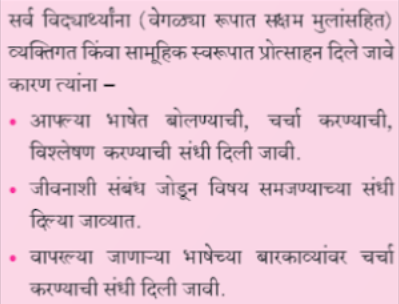 सर्व विद्यार्थ्यांना (वेगळ्या रूपात सक्षम मुलांसहित)
व्यक्तिगत किंवा सामूहिक स्वरूपात प्रोत्साहन दिले जावे
कारण त्यांना –
• आपल्या भाषेत बोलण्याची, चर्चा करण्याची,
विश्लेषण करण्याची संधी दिली जावी.
• जीवनाशी संबंध जोडून विषय समजण्याच्या संधी
दिल्या जाव्यात.
• वापरल्या जाणाऱ्या भाषेच्या बारकाव्यांवर चर्चा
करण्याची संधी दिली जावी.